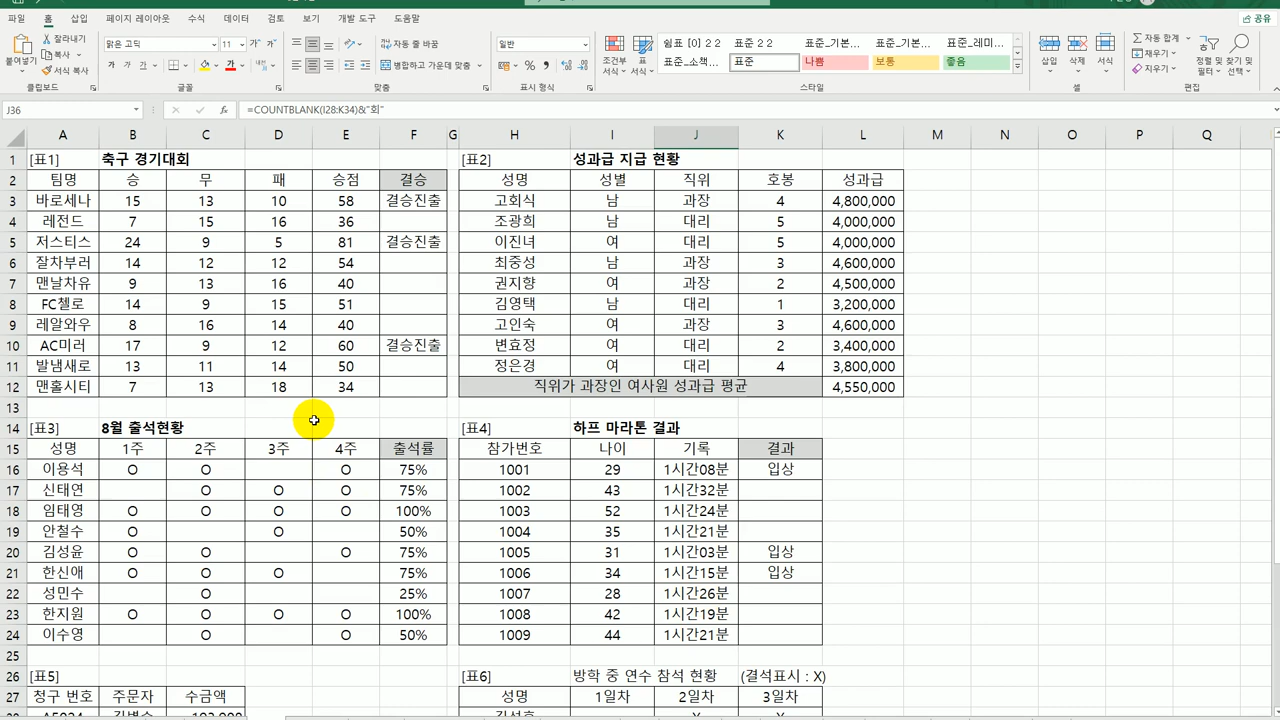 파일 홈 삽입 페이지 레이아웃 수식 데이터 검토 보기 개발 도구 도움말 공유
붙여넣기 잘라내기 복사 서식 복사 맑은 고딕 11 가 가 가 가 가 자동 줄 바꿈 병합하고 가운데 맞춤 일반 % 조건부 서식 표 서식 쉼표 [0] 2 2 표준 2 2 표준_기본... 표준_기본... 표준_레미... 표준_소책... 표준 나쁨 보통 좋음 삽입 삭제 서식 자동 합계 채우기 지우기 정렬 및 필터 찾기 및 선택
클립보드 글꼴 맞춤 표시 형식 스타일 셀 편집
J36 fx =COUNTBLANK(I28:K34)&"회"
A B C D E F G H I J K L M N O P Q
1 [표1] 축구 경기대회 [표2] 성과급 지급 현황
2 팀명 승 무 패 승점 결승 성명 성별 직위 호봉 성과급
3 바로세나 15 13 10 58 결승진출 고회식 남 과장 4 4,800,000
4 레전드 7 15 16 36 조광희 남 대리 5 4,000,000
5 저스티스 24 9 5 81 결승진출 이진녀 여 대리 5 4,000,000
6 잘차부러 14 12 12 54 최중성 남 과장 3 4,600,000
7 맨날차유 9 13 16 40 권지향 여 과장 2 4,500,000
8 FC첼로 14 9 15 51 김영택 남 대리 1 3,200,000
9 레알와우 8 16 14 40 고인숙 여 과장 3 4,600,000
10 AC미러 17 9 12 60 결승진출 변효정 여 대리 2 3,400,000
11 발냄새로 13 11 14 50 정은경 여 대리 4 3,800,000
12 맨홀시티 7 13 18 34 직위가 과장인 여사원 성과급 평균 4,550,000
13
14 [표3] 8월 출석현황 [표4] 하프 마라톤 결과
15 성명 1주 2주 3주 4주 출석률 참가번호 나이 기록 결과
16 이용석 O O O 75% 1001 29 1시간08분 입상
17 신태연 O O O 75% 1002 43 1시간32분
18 임태영 O O O O 100% 1003 52 1시간24분
19 안철수 O O 50% 1004 35 1시간21분
20 김성윤 O O O 75% 1005 31 1시간03분 입상
21 한신애 O O O 75% 1006 34 1시간15분 입상
22 성민수 O 25% 1007 28 1시간26분
23 한지원 O O O O 100% 1008 42 1시간19분
24 이수영 O O 50% 1009 44 1시간21분
25
26 [표5] [표6] 방학 중 연수 참석 현황 (결석표시 : X)
27 청구 번호 주문자 수금액 성명 1일차 2일차 3일차